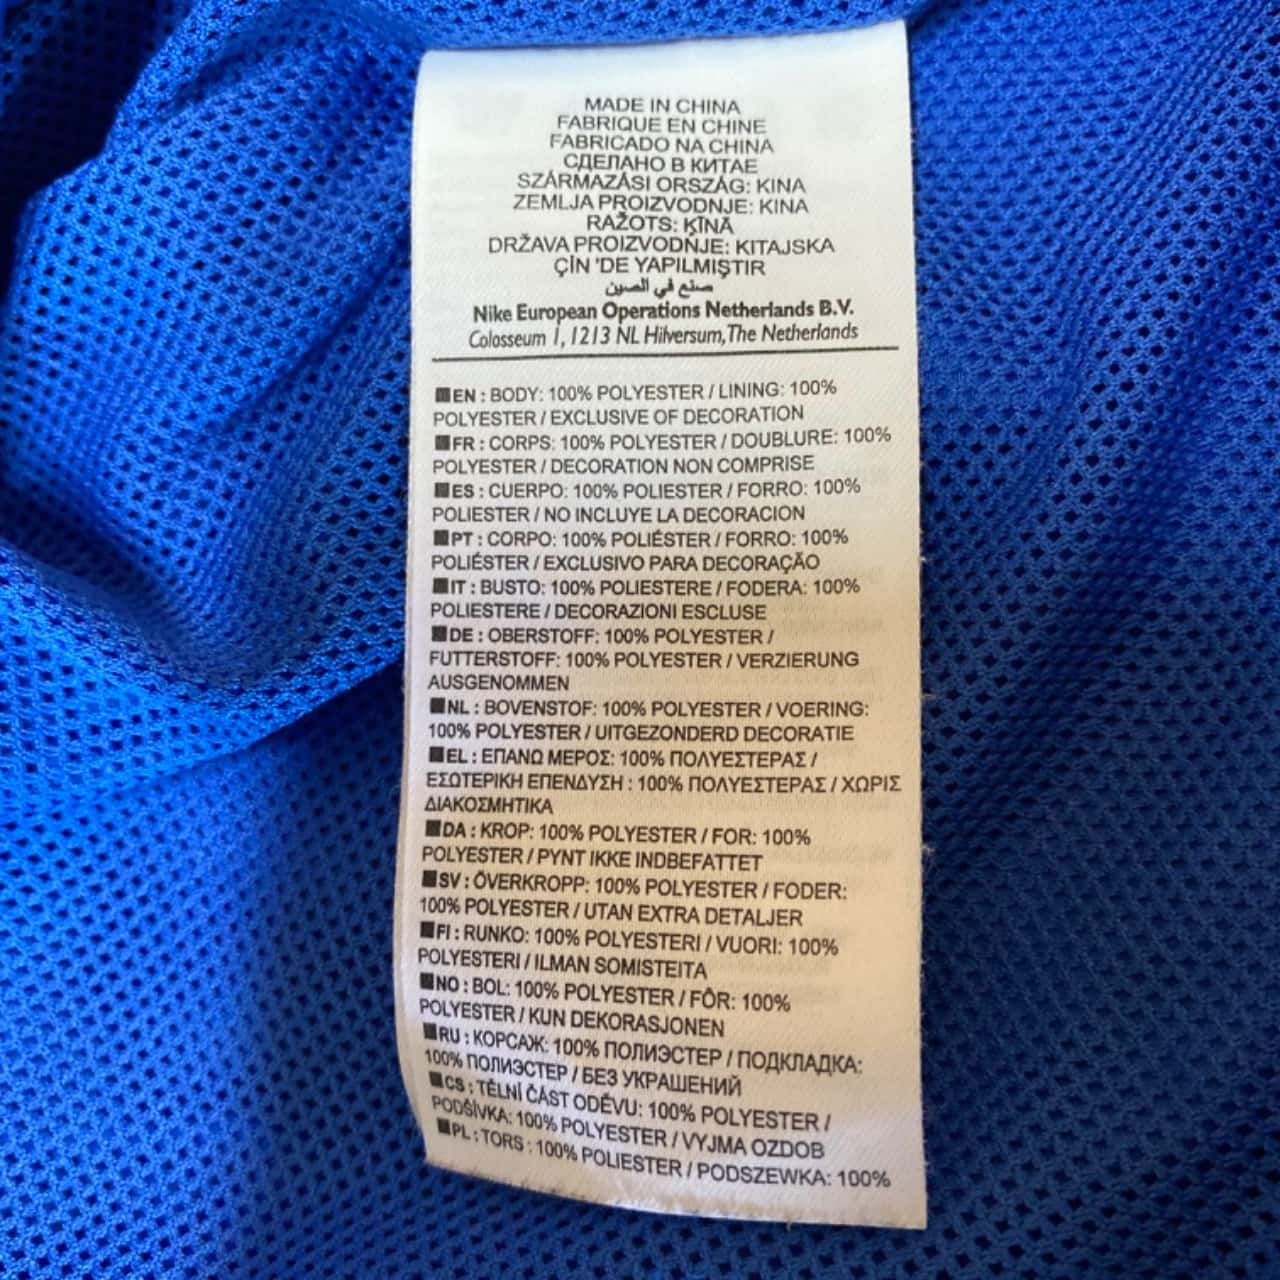 MADE IN CHINA
FABRIQUE EN CHINE
FABRICADO NA CHINA
СДЕЛАНО В КИТАЕ
SZÁRMAZÁSI ORSZÁG: KINA
ZEMLJA PROIZVODNJE: KINA
RAŽOTS: ĶĪNĀ
DRŽAVA PROIZVODNJE: KITAJSKA
ÇİN 'DE YAPILMIŞTIR
صنع في الصين
Nike European Operations Netherlands B.V.
Colosseum 1, 1213 NL Hilversum, The Netherlands
■EN : BODY: 100% POLYESTER / LINING: 100%
POLYESTER / EXCLUSIVE OF DECORATION
■FR : CORPS: 100% POLYESTER / DOUBLURE: 100%
POLYESTER / DECORATION NON COMPRISE
■ES : CUERPO: 100% POLIESTER / FORRO: 100%
POLIESTER / NO INCLUYE LA DECORACION
■PT : CORPO: 100% POLIÉSTER / FORRO: 100%
POLIÉSTER / EXCLUSIVO PARA DECORAÇÃO
■IT : BUSTO: 100% POLIESTERE / FODERA: 100%
POLIESTERE / DECORAZIONI ESCLUSE
■DE : OBERSTOFF: 100% POLYESTER /
FUTTERSTOFF: 100% POLYESTER / VERZIERUNG
AUSGENOMMEN
■NL : BOVENSTOF: 100% POLYESTER / VOERING:
100% POLYESTER / UITGEZONDERD DECORATIE
■EL : ΕΠΑΝΩ ΜΕΡΟΣ: 100% ΠΟΛΥΕΣΤΕΡΑΣ /
ΕΣΩΤΕΡΙΚΗ ΕΠΕΝΔΥΣΗ : 100% ΠΟΛΥΕΣΤΕΡΑΣ / ΧΩΡΙΣ
ΔΙΑΚΟΣΜΗΤΙΚΑ
■DA : KROP: 100% POLYESTER / FOR: 100%
POLYESTER / PYNT IKKE INDBEFATTET
■SV : ÖVERKROPP: 100% POLYESTER / FODER:
100% POLYESTER / UTAN EXTRA DETALJER
■FI : RUNKO: 100% POLYESTERI / VUORI: 100%
POLYESTERI / ILMAN SOMISTEITA
■NO : BOL: 100% POLYESTER / FÔR: 100%
POLYESTER / KUN DEKORASJONEN
■RU : КОРСАЖ: 100% ПОЛИЭСТЕР / ПОДКЛАДКА:
100% ПОЛИЭСТЕР / БЕЗ УКРАШЕНИЙ
■CS : TĚLNÍ ČÁST ODĚVU: 100% POLYESTER /
PODŠÍVKA: 100% POLYESTER / VYJMA OZDOB
■PL : TORS : 100% POLIESTER / PODSZEWKA: 100%